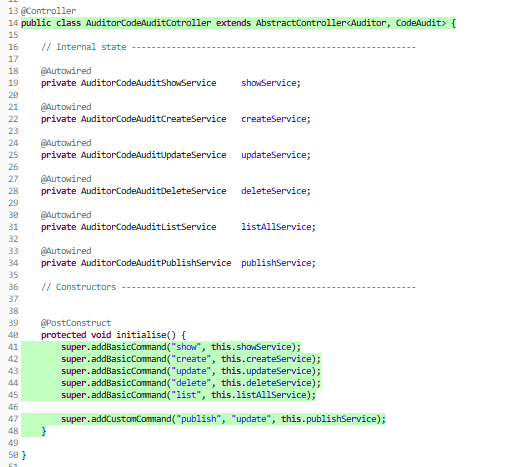 13 @Controller
14 public class AuditorCodeAuditCotroller extends AbstractController<Auditor, CodeAudit> {
15
16 // Internal state ---------------------------------------------------------
17
18 @Autowired
19 private AuditorCodeAuditShowService showService;
20
21 @Autowired
22 private AuditorCodeAuditCreateService createService;
23
24 @Autowired
25 private AuditorCodeAuditUpdateService updateService;
26
27 @Autowired
28 private AuditorCodeAuditDeleteService deleteService;
29
30 @Autowired
31 private AuditorCodeAuditListService listAllService;
32
33 @Autowired
34 private AuditorCodeAuditPublishService publishService;
35
36 // Constructors -----------------------------------------------------------
37
38
39 @PostConstruct
40 protected void initialise() {
41 super.addBasicCommand("show", this.showService);
42 super.addBasicCommand("create", this.createService);
43 super.addBasicCommand("update", this.updateService);
44 super.addBasicCommand("delete", this.deleteService);
45 super.addBasicCommand("list", this.listAllService);
46
47 super.addCustomCommand("publish", "update", this.publishService);
48 }
49
50 }